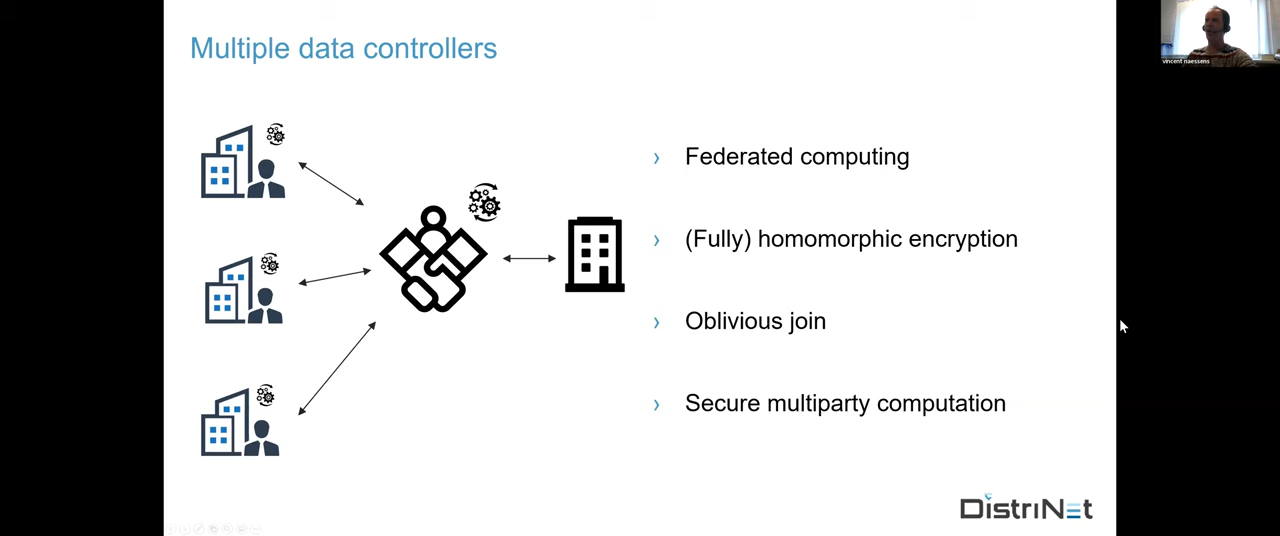 Multiple data controllers
vincent naessens
› Federated computing
› (Fully) homomorphic encryption
› Oblivious join
› Secure multiparty computation
DistriNet